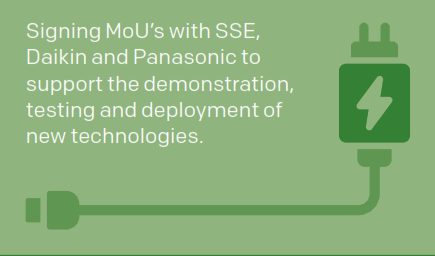 Signing MoU’s with SSE,
Daikin and Panasonic to
support the demonstration,
testing and deployment of
new technologies.